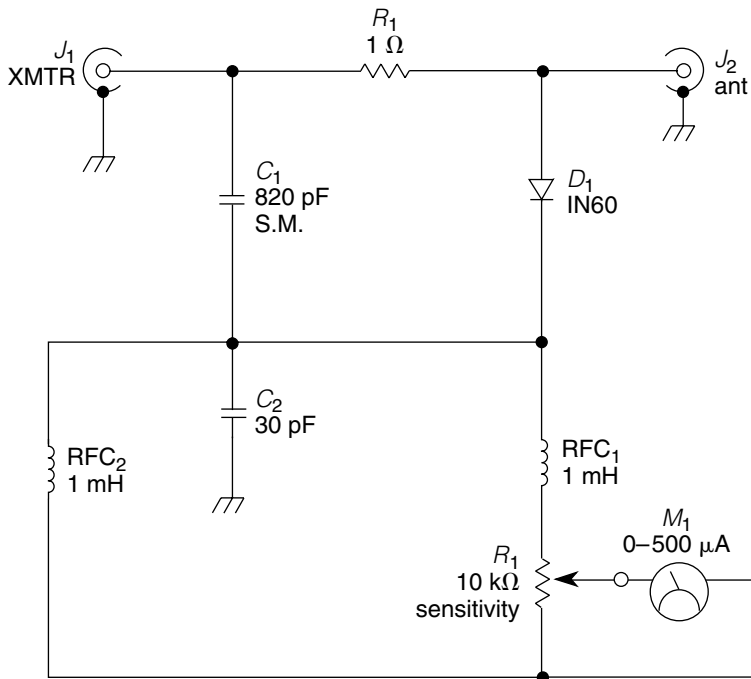 R1
1 Ω
J1
XMTR
J2
ant
C1
820 pF
S.M.
D1
IN60
C2
30 pF
RFC2
1 mH
RFC1
1 mH
M1
0–500 μA
R1
10 kΩ
sensitivity